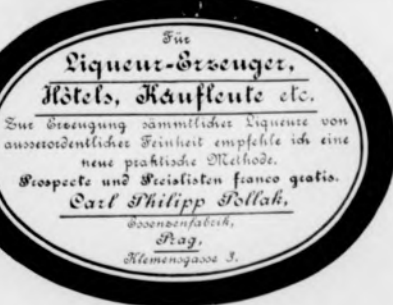 Für
Liqueur-Erzeuger,
Hôtels, Kaufleute etc.
Zur Erzeugung sämmtlicher Liqueure von
ausserordentlicher Feinheit empfehle ich eine
neue praktische Methode.
Prospecte und Preislisten franco gratis.
Carl Philipp Pollak,
Essenzenfabrik,
Prag,
Klemensgasse 3.